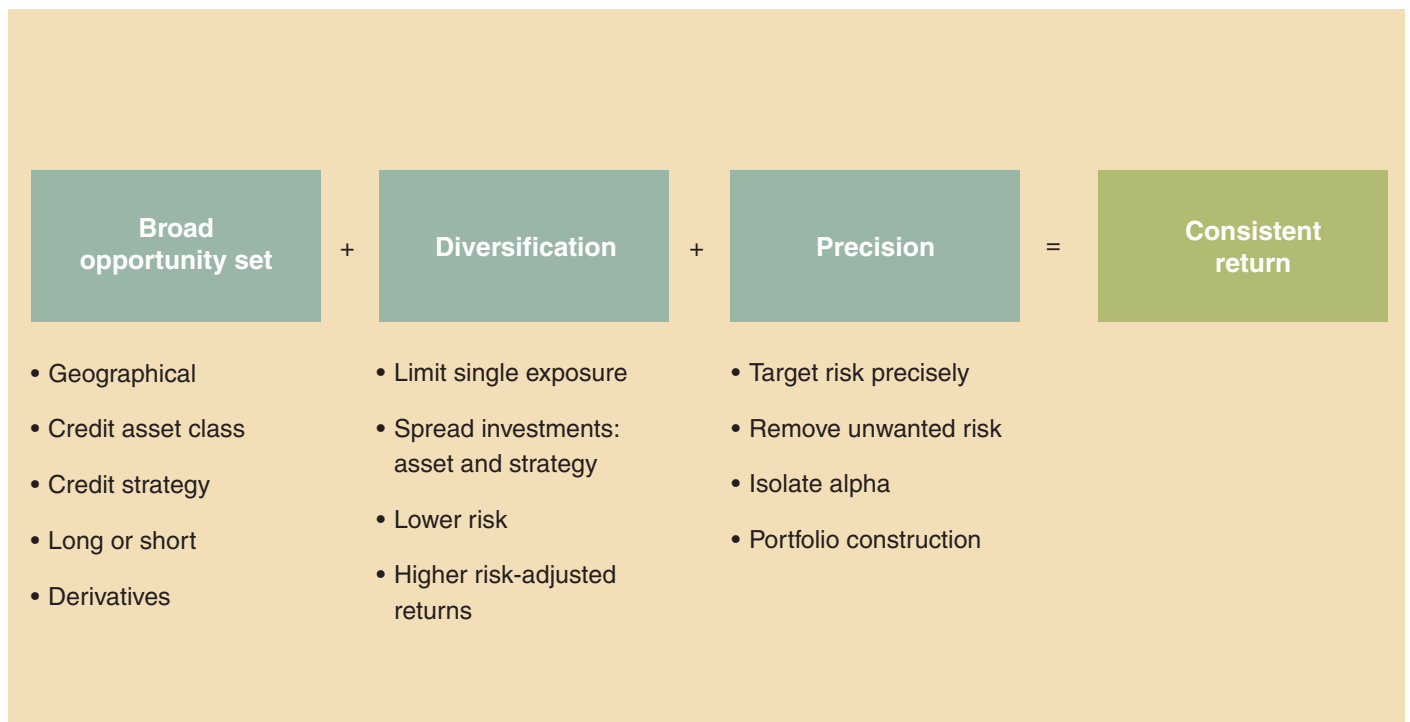 Broad
opportunity set
+
Diversification
+
Precision
=
Consistent
return
• Geographical
• Credit asset class
• Credit strategy
• Long or short
• Derivatives
• Limit single exposure
• Spread investments:
asset and strategy
• Lower risk
• Higher risk-adjusted
returns
• Target risk precisely
• Remove unwanted risk
• Isolate alpha
• Portfolio construction